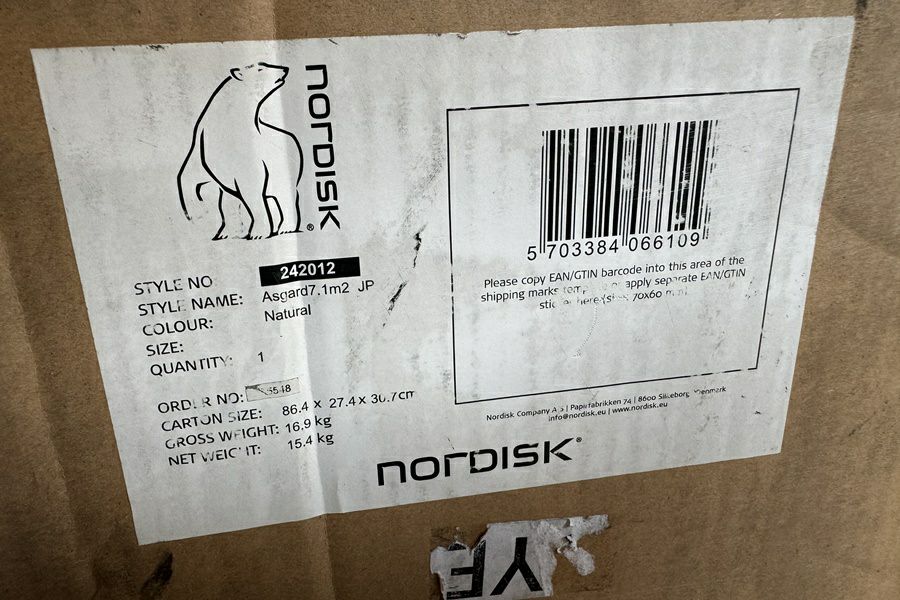 NORDISK®
STYLE NO 242012
STYLE NAME: Asgard7.1m2 JP
COLOUR: Natural
SIZE:
QUANTITY: 1
ORDER NO:
CARTON SIZE: 86.4 x 27.4 x 30.7cm
GROSS WEIGHT: 16.9 kg
NET WEIGHT: 15.4 kg
5 703384 066109
Please copy EAN/GTIN barcode into this area of the
shipping marks or apply separate EAN/GTIN
here 70x60
Nordisk Company A/S | Papirfabrikken 74 | 8600 Silkeborg Denmark
info@nordisk.eu | www.nordisk.eu
NORDISK®
YE